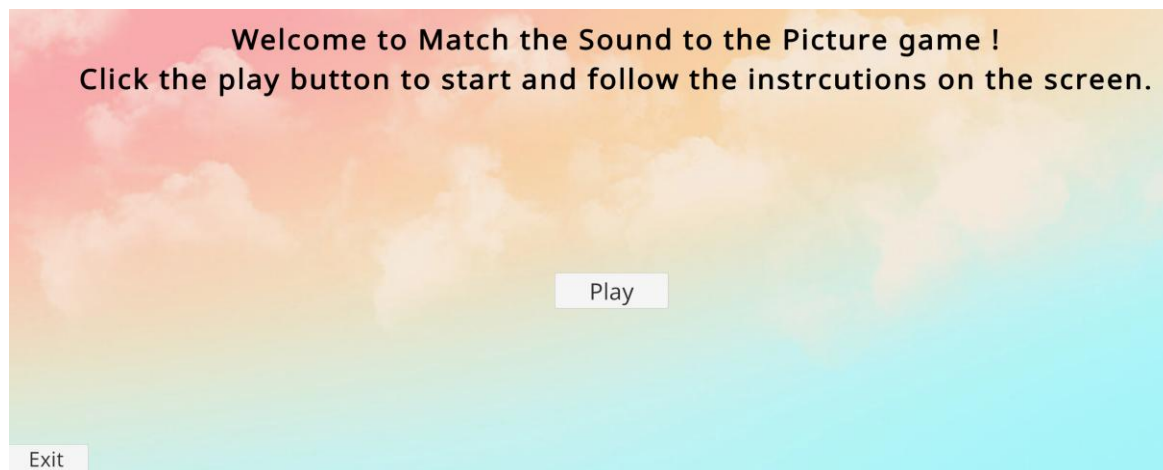 Welcome to Match the Sound to the Picture game !
Click the play button to start and follow the instrcutions on the screen.
Play
Exit